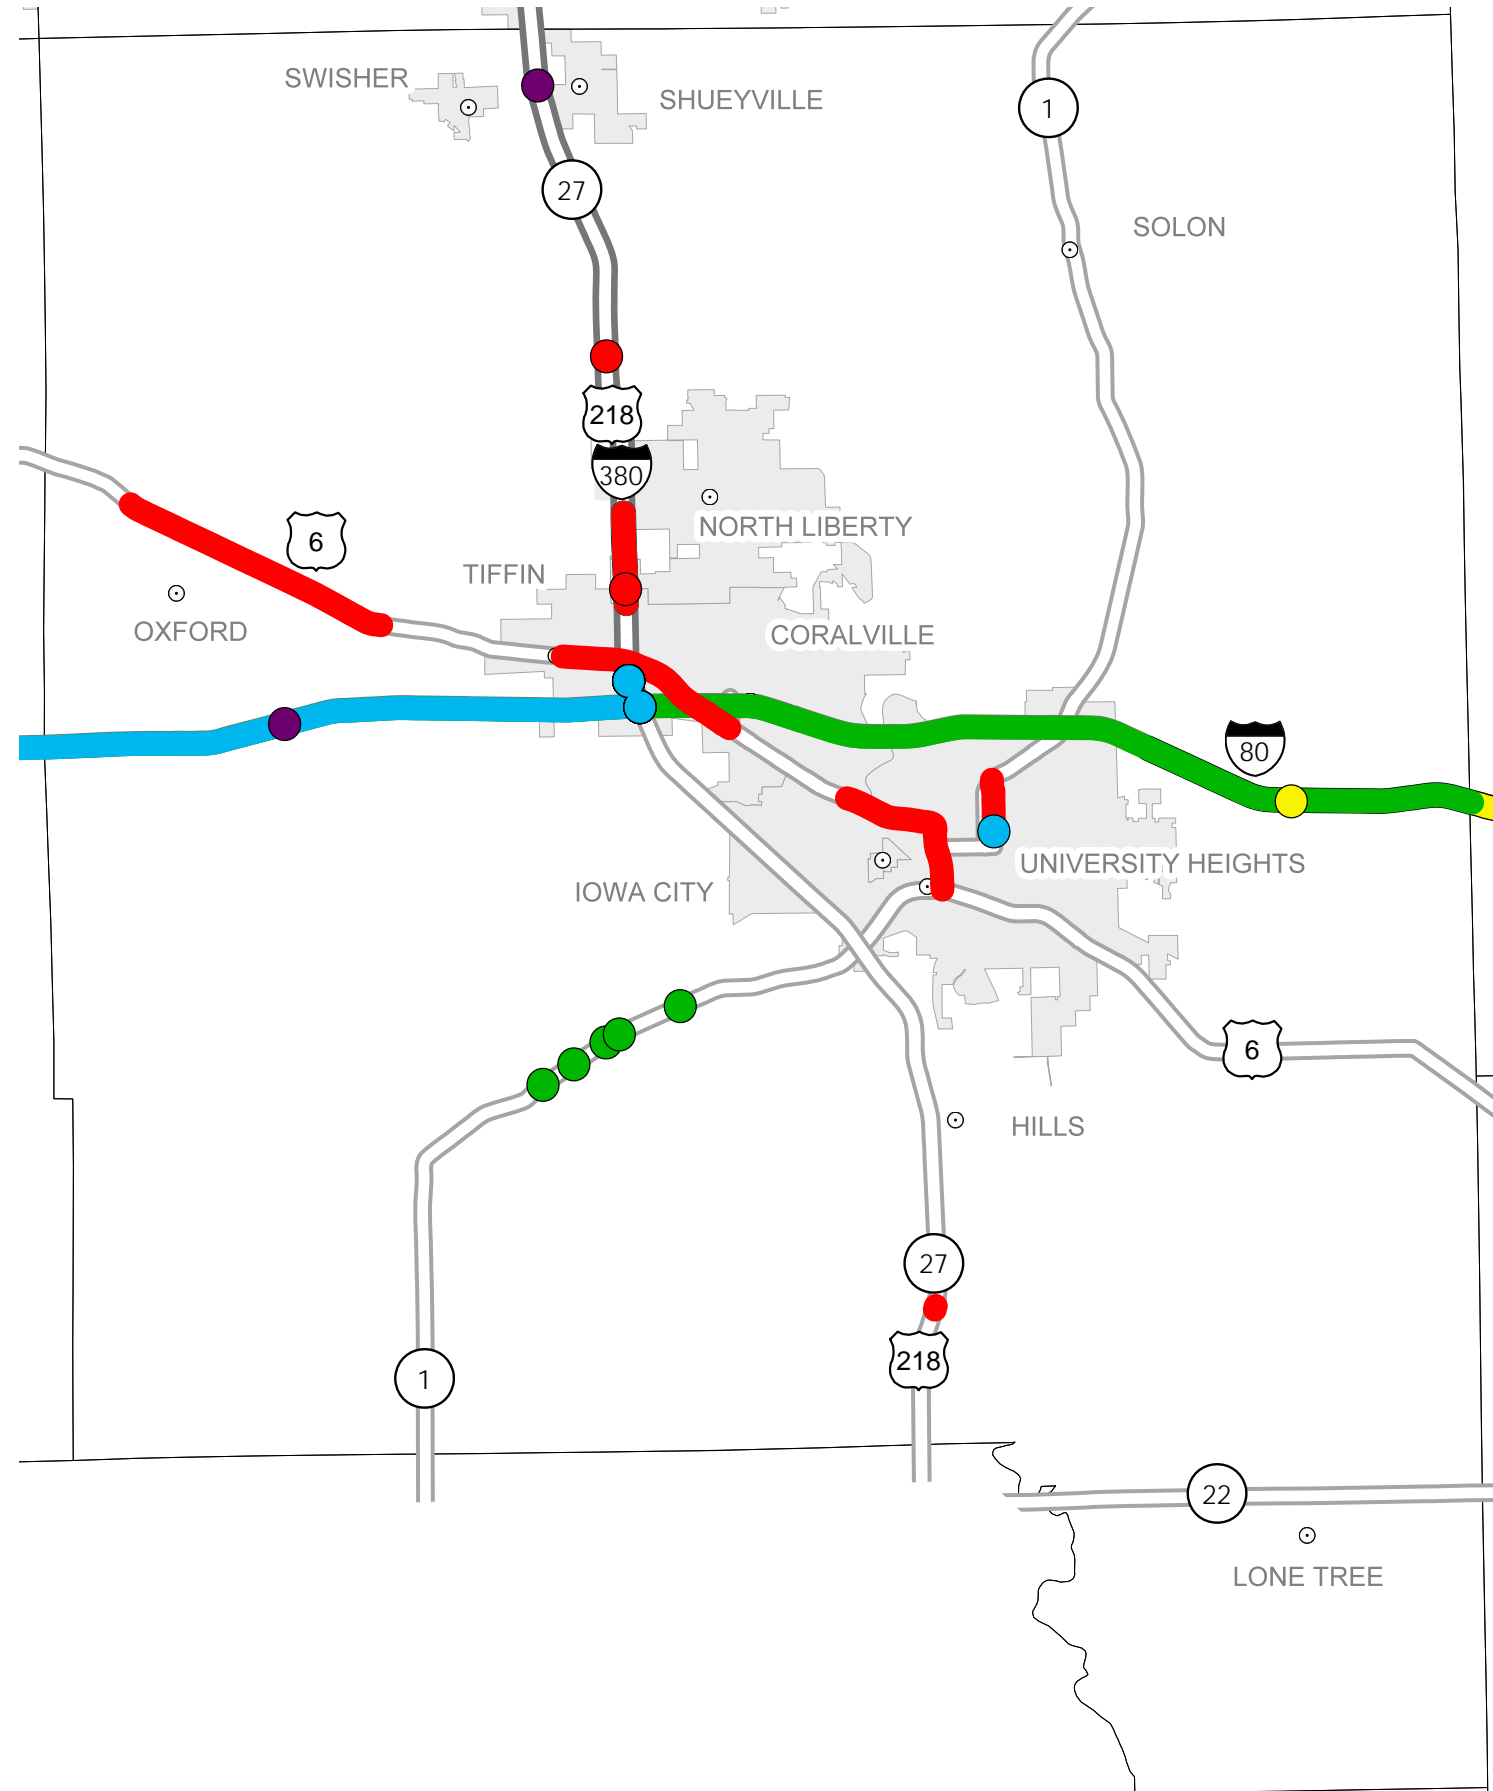 SWISHER
SHUEYVILLE
1
27
SOLON
218
380
6
NORTH LIBERTY
TIFFIN
OXFORD
CORALVILLE
80
UNIVERSITY HEIGHTS
IOWA CITY
6
HILLS
27
218
1
22
LONE TREE